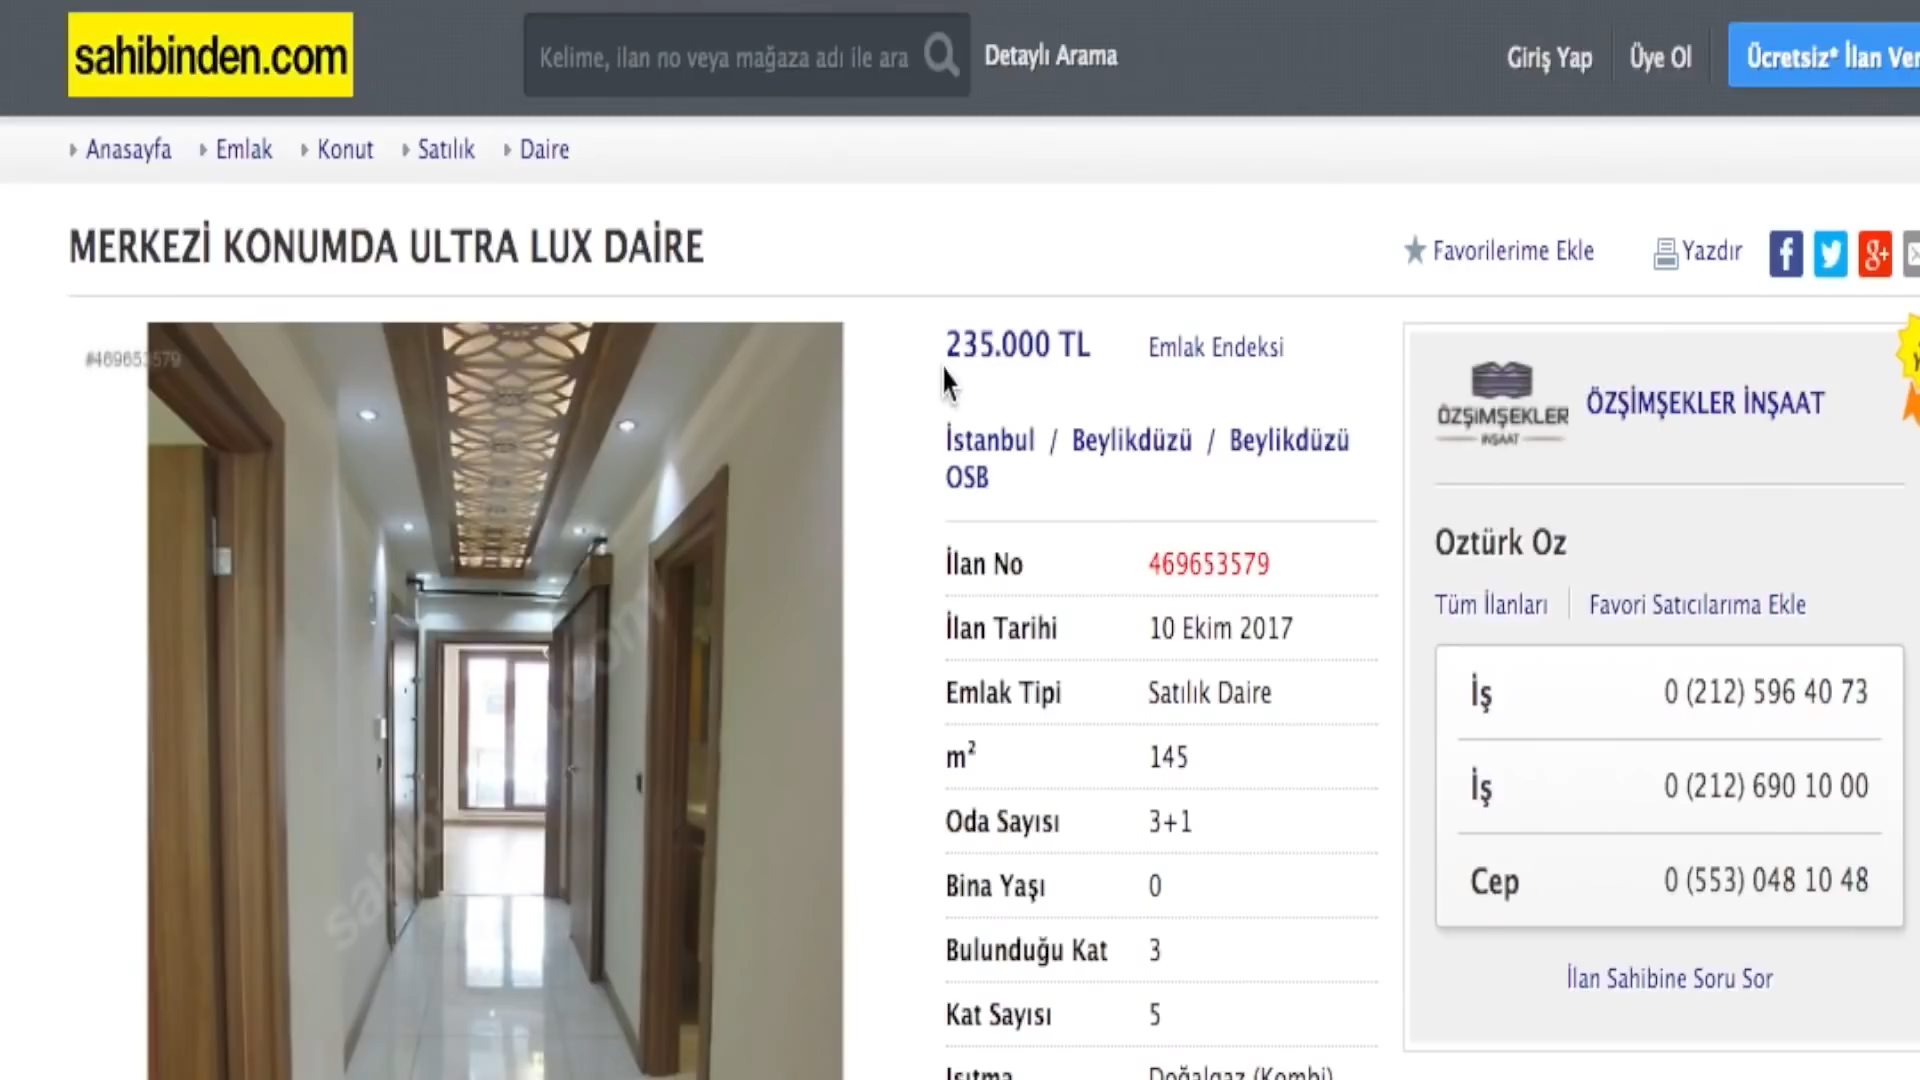 sahibinden.com
Kelime, ilan no veya mağaza adı ile ara
Detaylı Arama
Giriş Yap
Üye Ol
Ücretsiz* İlan Ver
Anasayfa
Emlak
Konut
Satılık
Daire
MERKEZİ KONUMDA ULTRA LUX DAİRE
Favorilerime Ekle
Yazdır
#469653579
235.000 TL
Emlak Endeksi
İstanbul / Beylikdüzü / Beylikdüzü
OSB
İlan No 469653579
İlan Tarihi 10 Ekim 2017
Emlak Tipi Satılık Daire
m² 145
Oda Sayısı 3+1
Bina Yaşı 0
Bulunduğu Kat 3
Kat Sayısı 5
Isıtma Doğalgaz (Kombi)
ÖZŞİMŞEKLER
İNŞAAT
ÖZŞİMŞEKLER İNŞAAT
Oztürk Oz
Tüm İlanları
Favori Satıcılarıma Ekle
İş 0 (212) 596 40 73
İş 0 (212) 690 10 00
Cep 0 (553) 048 10 48
İlan Sahibine Soru Sor